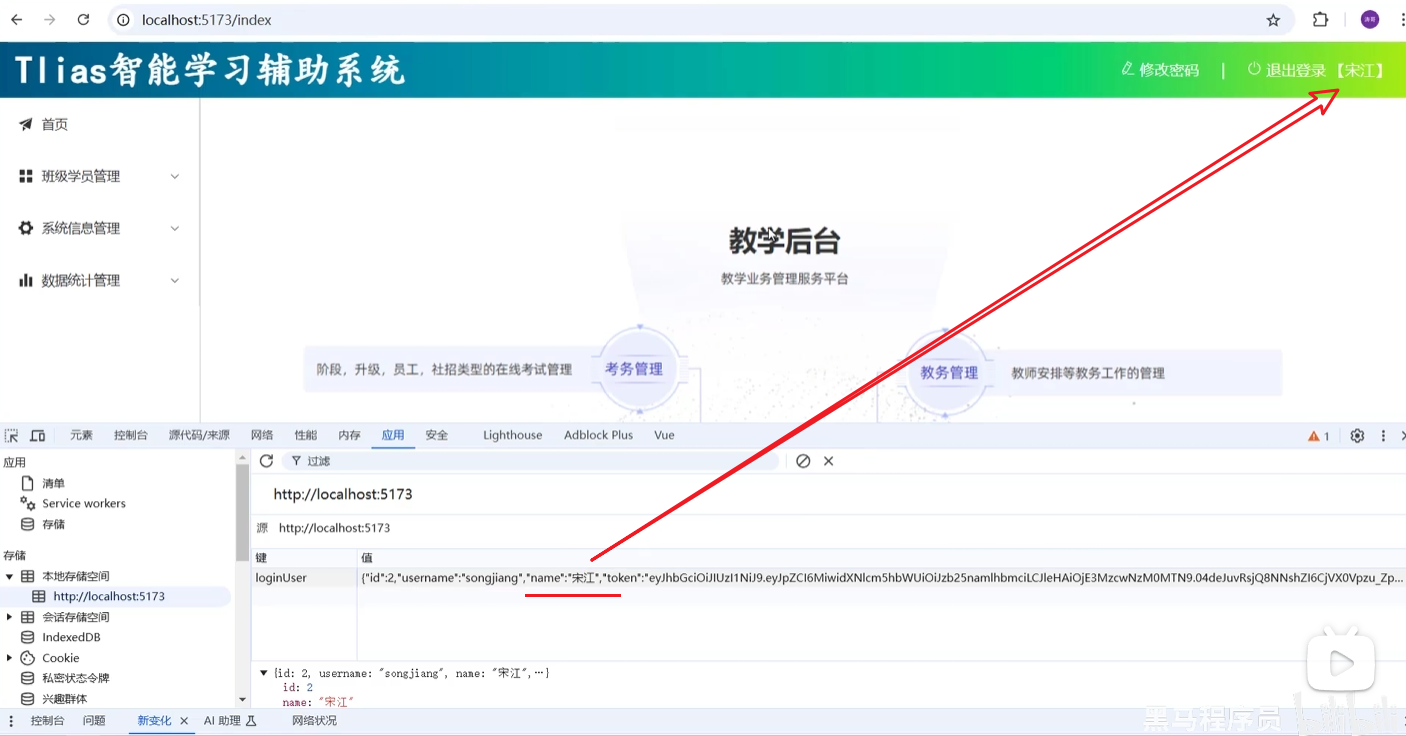 localhost:5173/index
Tlias智能学习辅助系统
修改密码 | 退出登录 【宋江】
首页
班级学员管理
系统信息管理
数据统计管理
教学后台
教学业务管理服务平台
阶段，升级，员工，社招类型的在线考试管理 考务管理
教务管理 教师安排等教务工作的管理
元素 控制台 源代码/来源 网络 性能 内存 应用 安全 Lighthouse Adblock Plus Vue 1
应用
过滤
清单
Service workers
存储
http://localhost:5173
源 http://localhost:5173
存储
本地存储空间
http://localhost:5173
会话存储空间
IndexedDB
Cookie
私密状态令牌
兴趣群体
键 值
loginUser {"id":2,"username":"songjiang","name":"宋江","token":"eyJhbGciOiJIUzI1NiJ9.eyJpZCI6MiwidXNlcm5hbWUiOiJzb25namlhbmciLCJleHAiOjE3MzcwNzM0MTN9.04deJuvRsjQ8NNshZI6CjVX0Vpzu_Zp...
{id: 2, username: "songjiang", name: "宋江",…}
id: 2
name: "宋江"
控制台 问题 新变化 AI 助理 网络状况
黑马程序员 bilibili